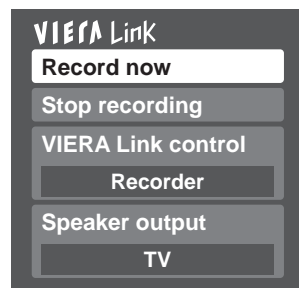 VIERA Link
Record now
Stop recording
VIERA Link control
Recorder
Speaker output
TV